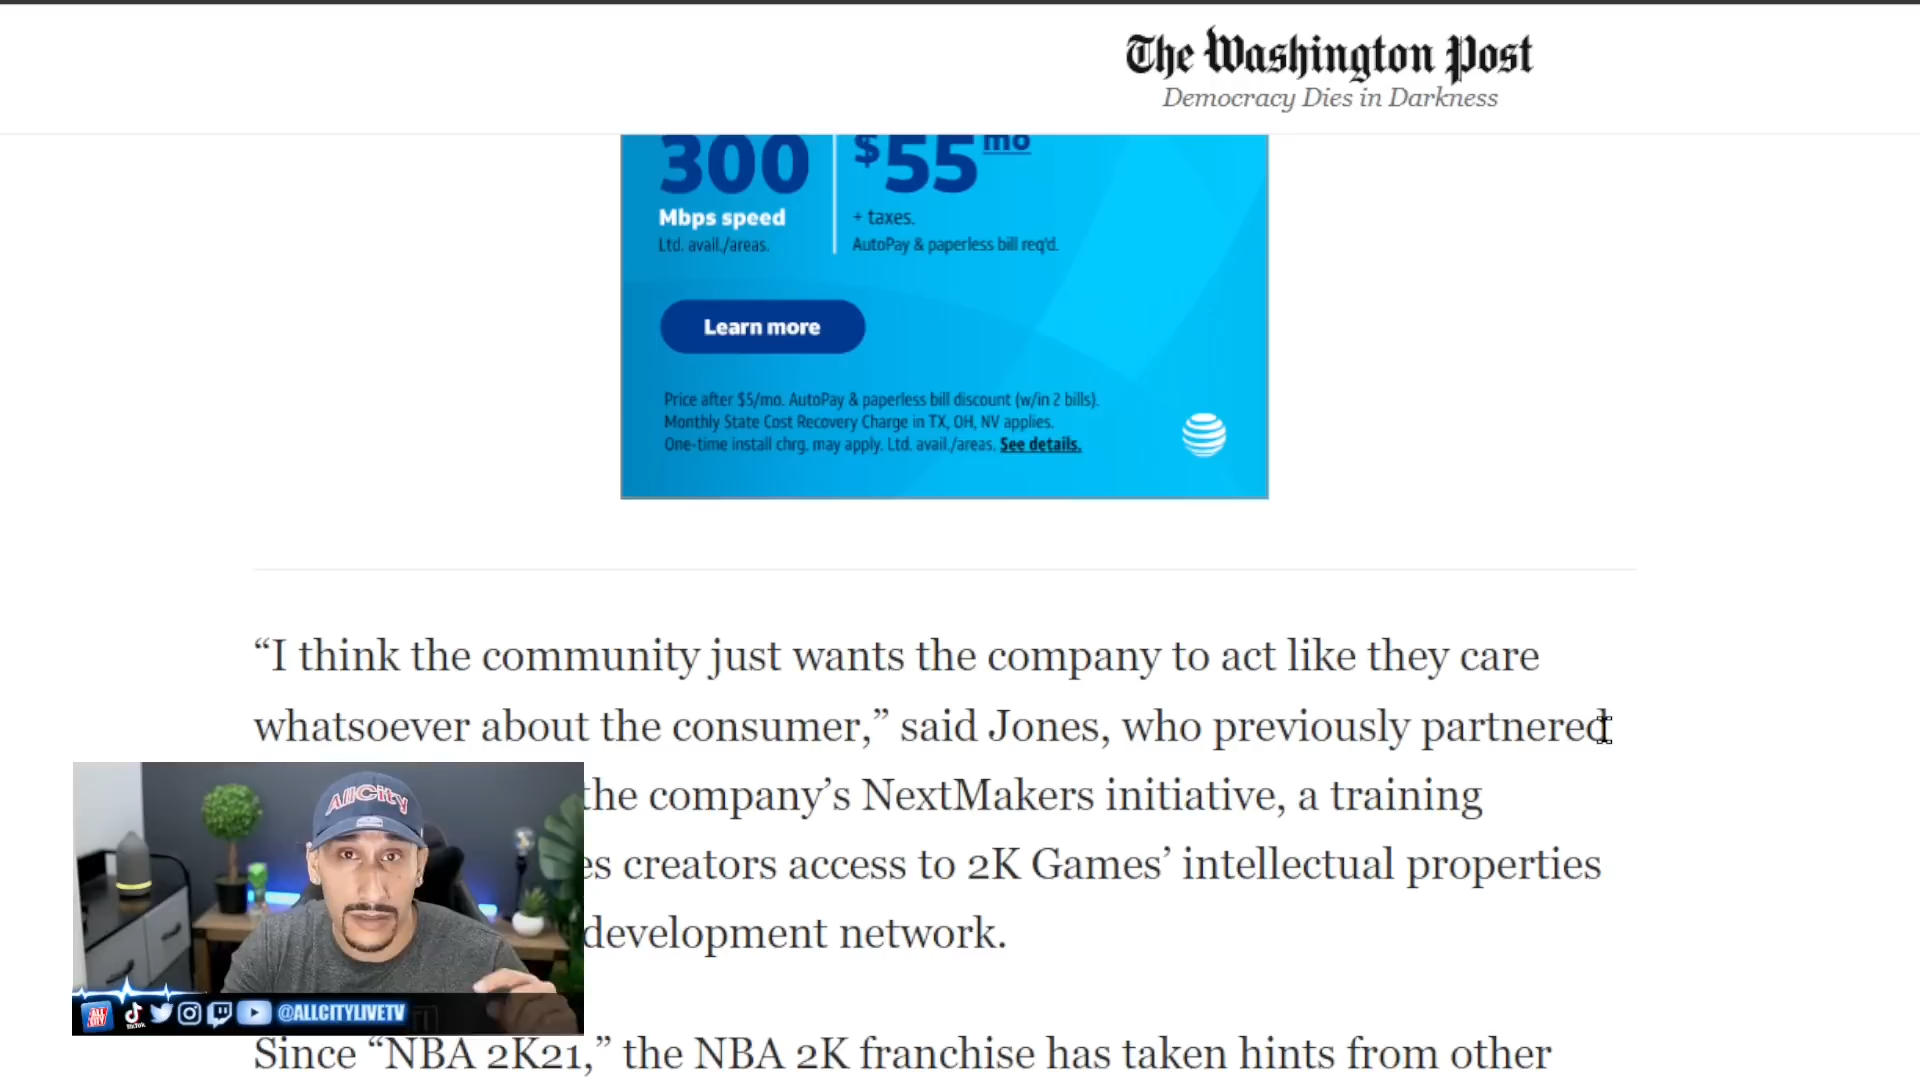 The Washington Post
Democracy Dies in Darkness
300
$55 mo
Mbps speed
+ taxes.
Ltd. avail./areas.
AutoPay & paperless bill req'd.
Learn more
Price after $5/mo. AutoPay & paperless bill discount (w/in 2 bills).
Monthly State Cost Recovery Charge in TX, OH, NV applies.
One-time install chrg. may apply. Ltd. avail./areas. See details.
“I think the community just wants the company to act like they care
whatsoever about the consumer,” said Jones, who previously partnered
the company’s NextMakers initiative, a training
es creators access to 2K Games’ intellectual properties
development network.
AllCity
ALL CITY
TikTok
@ALLCITYLIVETV
Since “NBA 2K21,” the NBA 2K franchise has taken hints from other